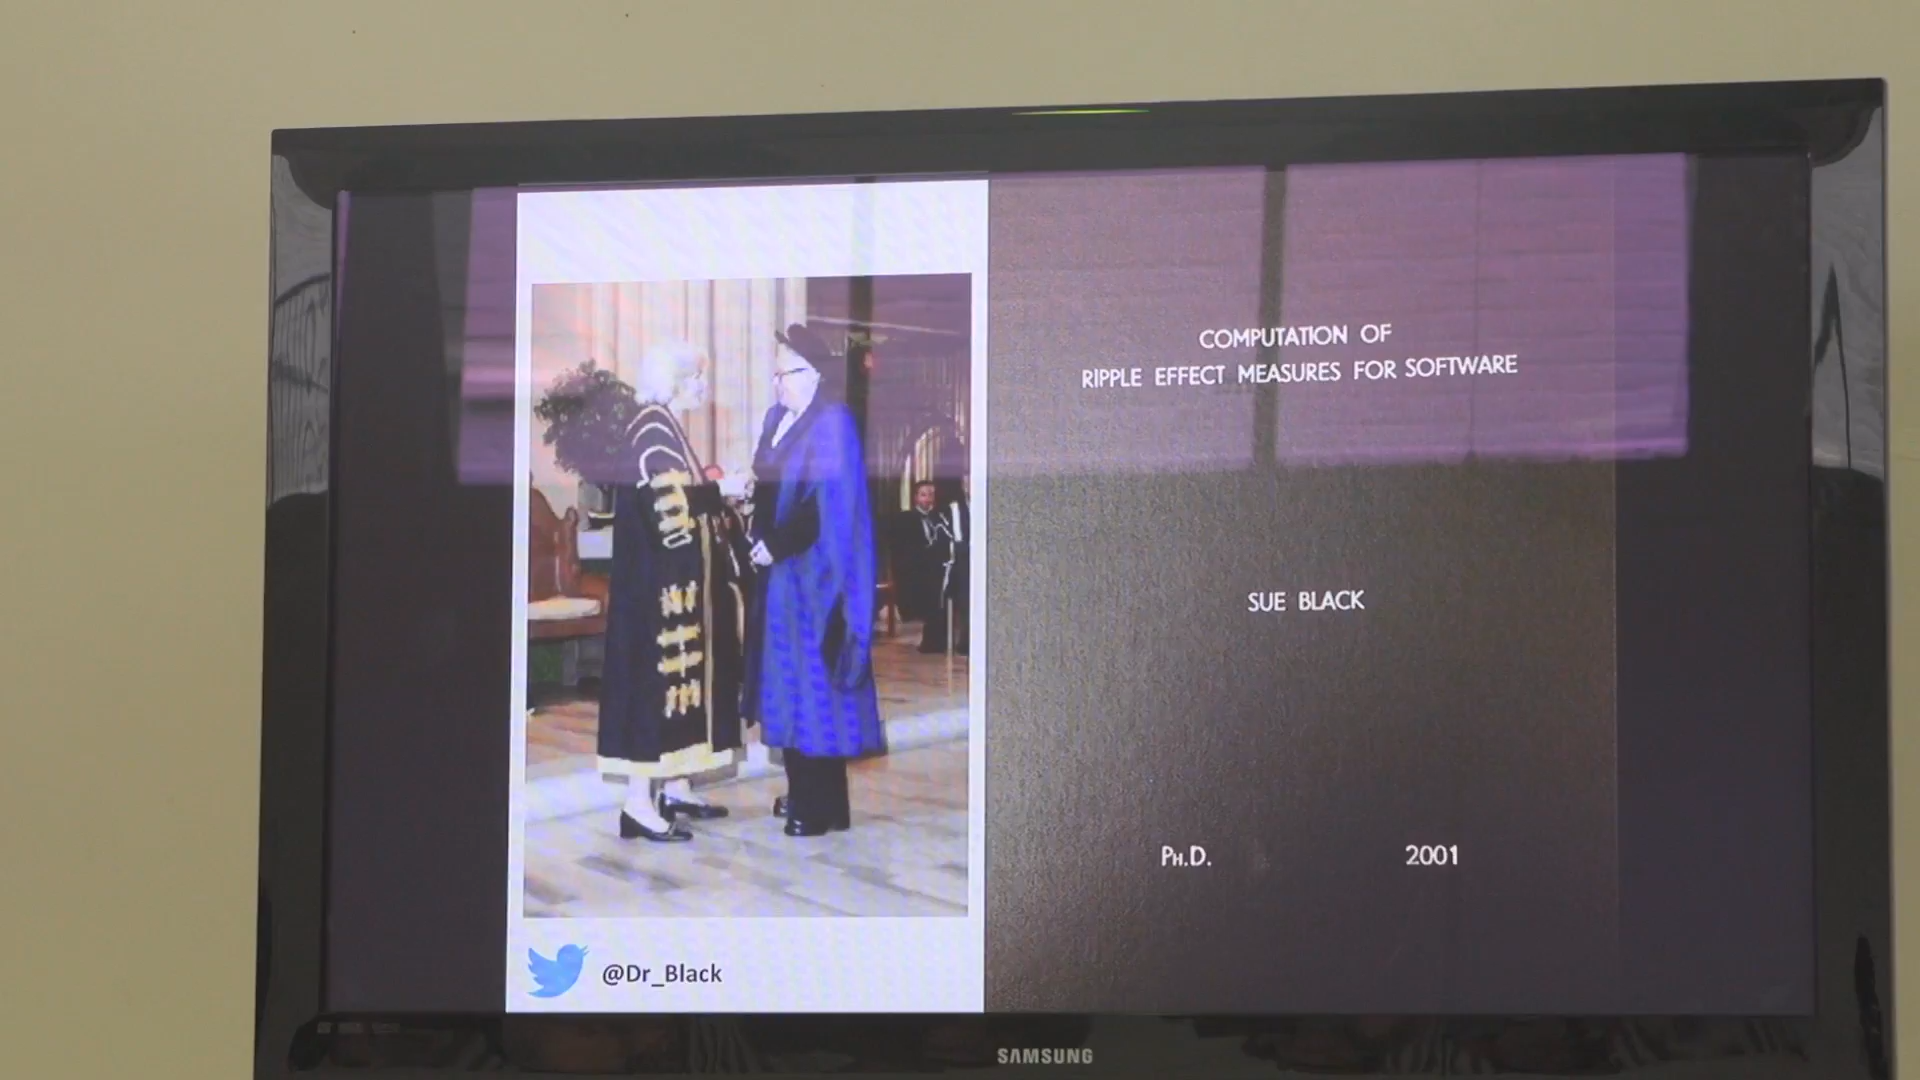 COMPUTATION OF
RIPPLE EFFECT MEASURES FOR SOFTWARE
SUE BLACK
PH.D. 2001
@Dr_Black
SAMSUNG